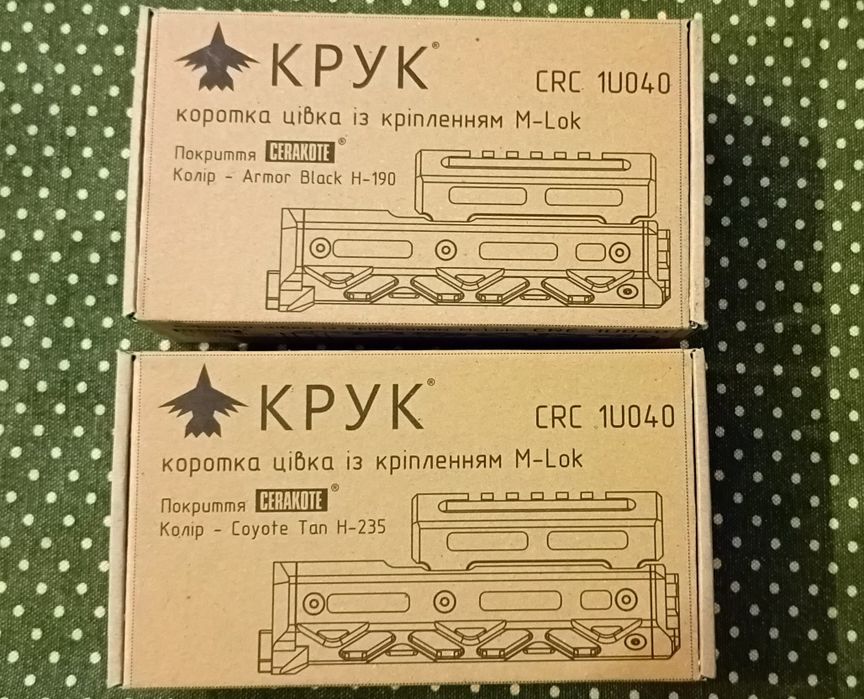 КРУК®
CRC 1U040
коротка цівка із кріпленням M-Lok
Покриття CERAKOTE®
Колір - Armor Black H-190
КРУК®
CRC 1U040
коротка цівка із кріпленням M-Lok
Покриття CERAKOTE®
Колір - Coyote Tan H-235